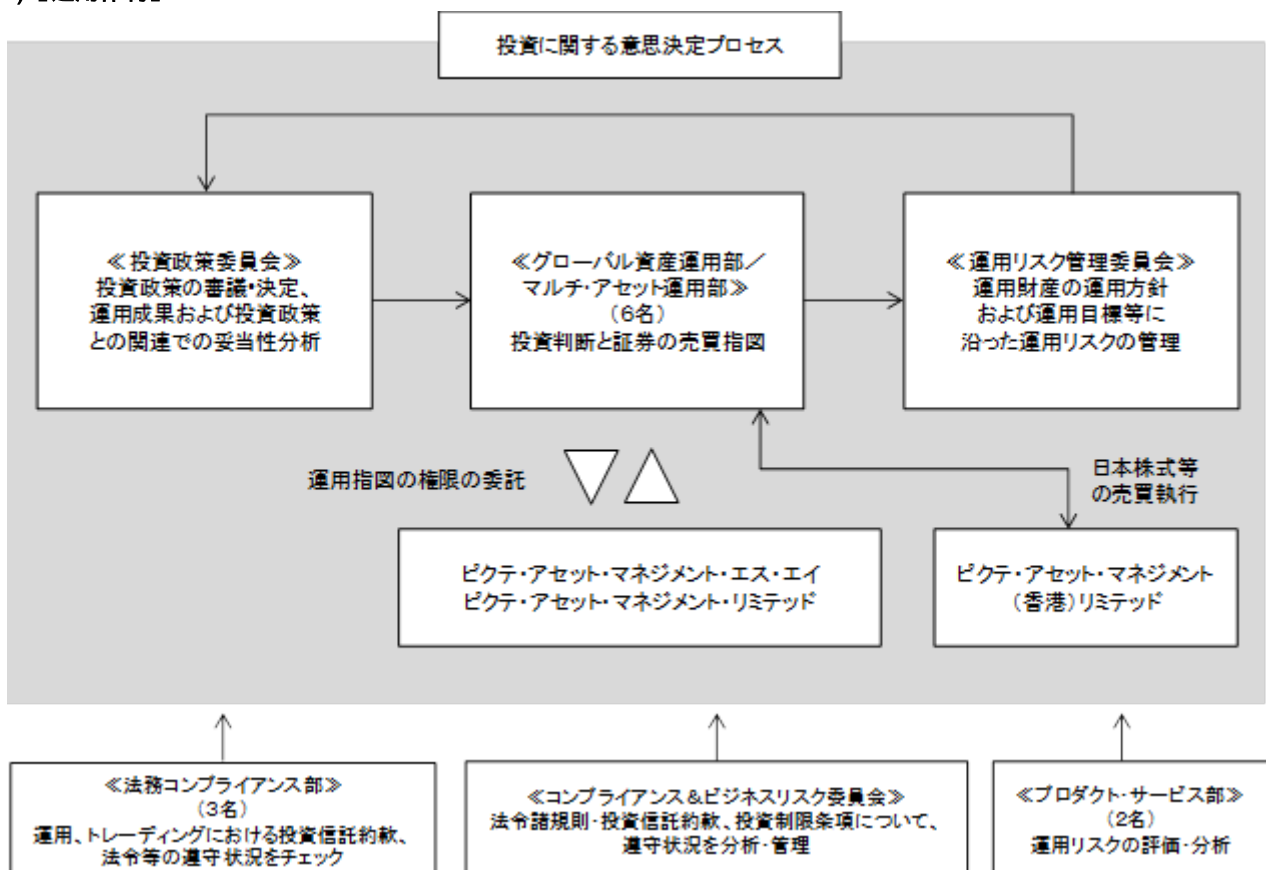 投資に関する意思決定プロセス
≪投資政策委員会≫
投資政策の審議・決定、
運用成果および投資政策
との関連での妥当性分析
≪グローバル資産運用部／
マルチ・アセット運用部≫
（6名）
投資判断と証券の売買指図
≪運用リスク管理委員会≫
運用財産の運用方針
および運用目標等に
沿った運用リスクの管理
運用指図の権限の委託
日本株式等
の売買執行
ピクテ・アセット・マネジメント・エス・エイ
ピクテ・アセット・マネジメント・リミテッド
ピクテ・アセット・マネジメント
（香港）リミテッド
≪法務コンプライアンス部≫
（3名）
運用、トレーディングにおける投資信託約款、
法令等の遵守状況をチェック
≪コンプライアンス＆ビジネスリスク委員会≫
法令諸規則・投資信託約款、投資制限条項について、
遵守状況を分析・管理
≪プロダクト・サービス部≫
（2名）
運用リスクの評価・分析